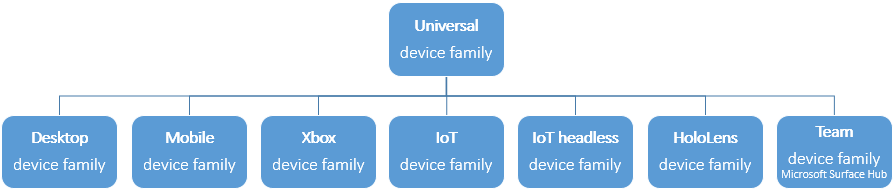 Universal
device family
Desktop
device family
Mobile
device family
Xbox
device family
IoT
device family
IoT headless
device family
HoloLens
device family
Team
device family
Microsoft Surface Hub